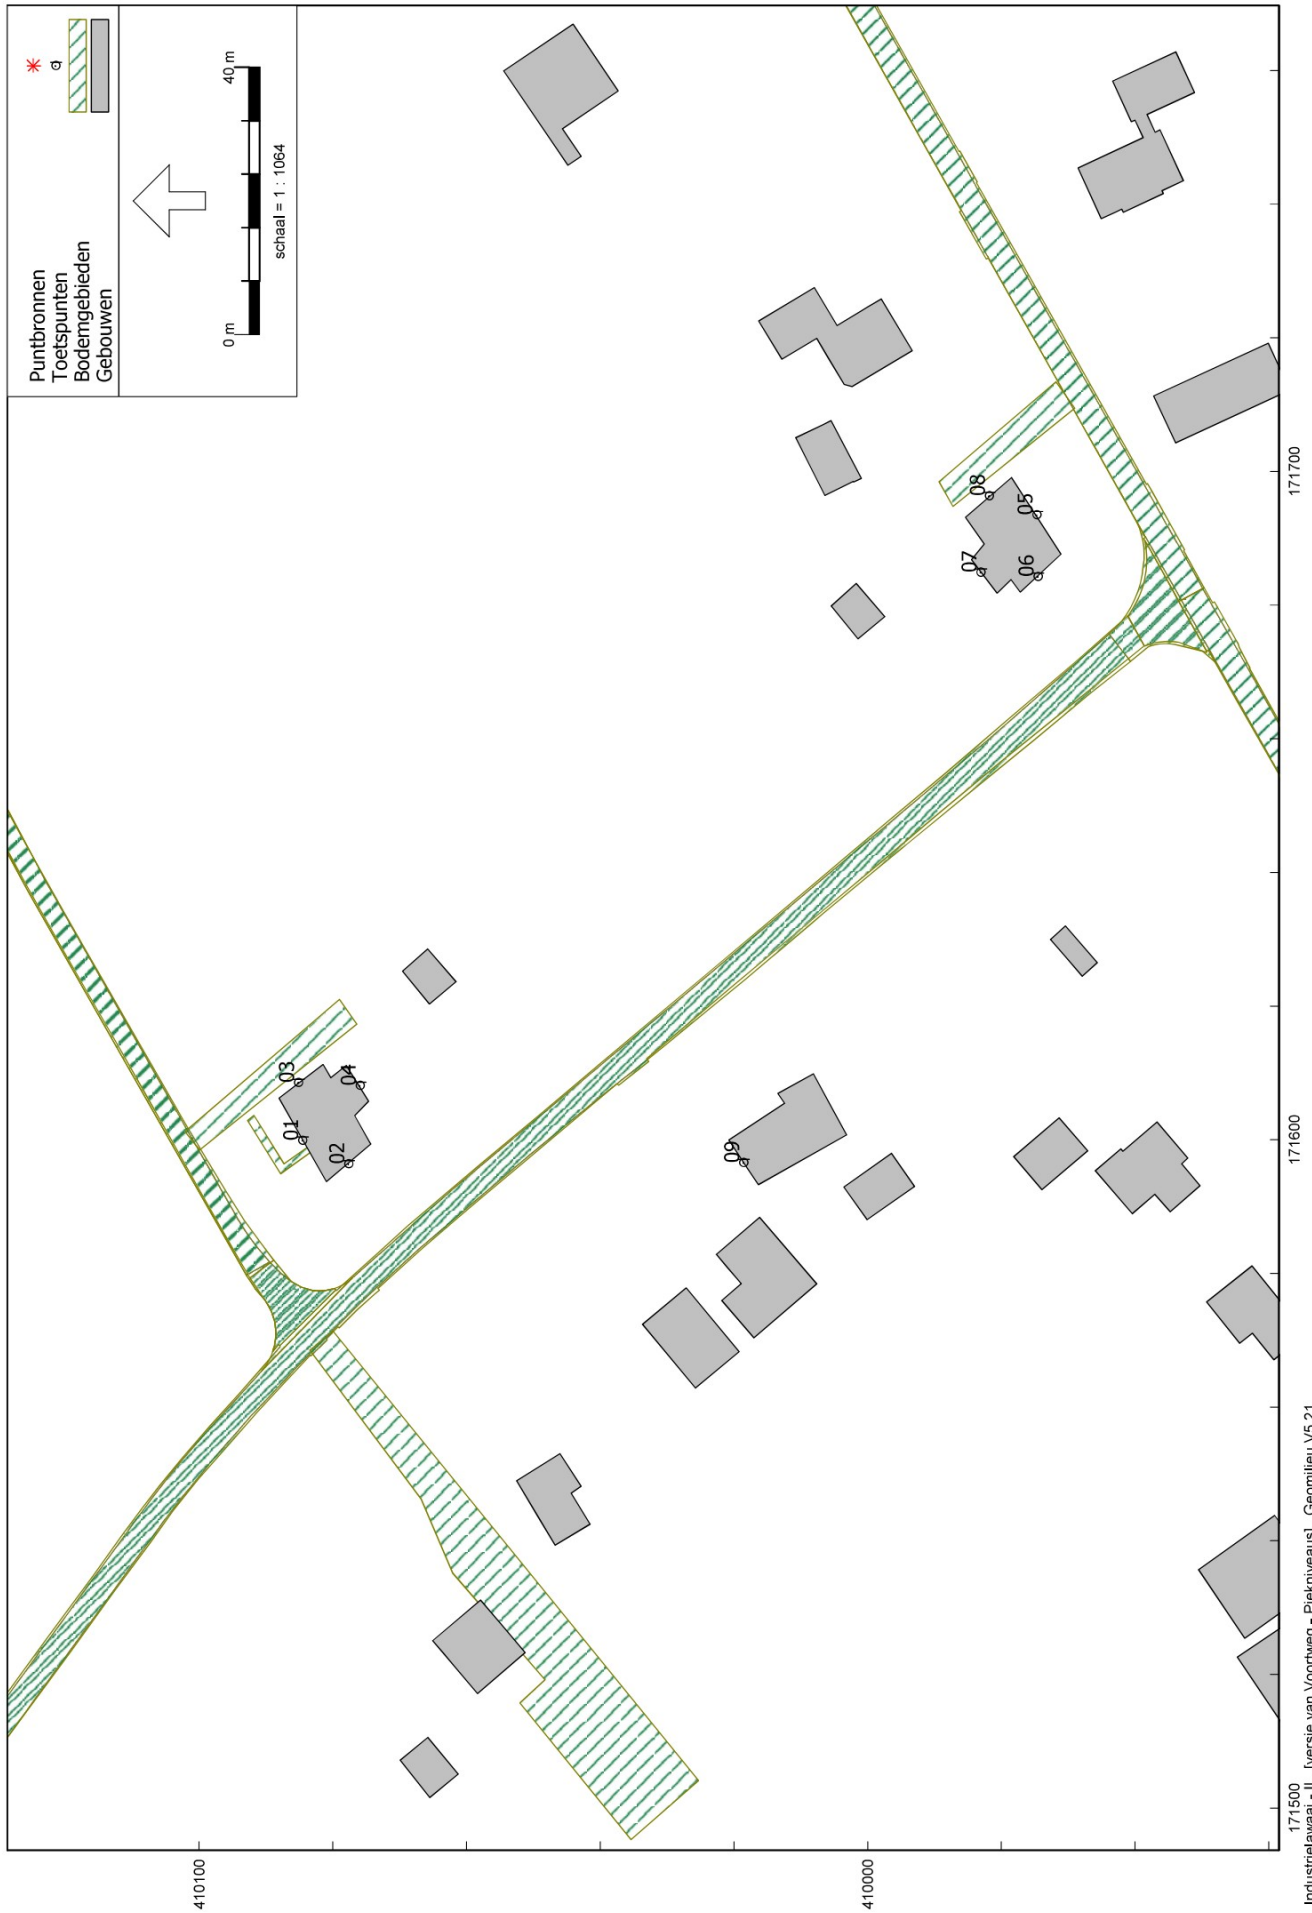 Puntbronnen
Toetspunten
Bodemgebieden
Gebouwen
0 m
40 m
schaal = 1 : 1064
01
02
03
04
09
07
08
06
05
410100
410000
171500
171600
171700
Industrielawaai - IL, [versie van Voortweg - Piekniveaus] , Geomilieu V5.21